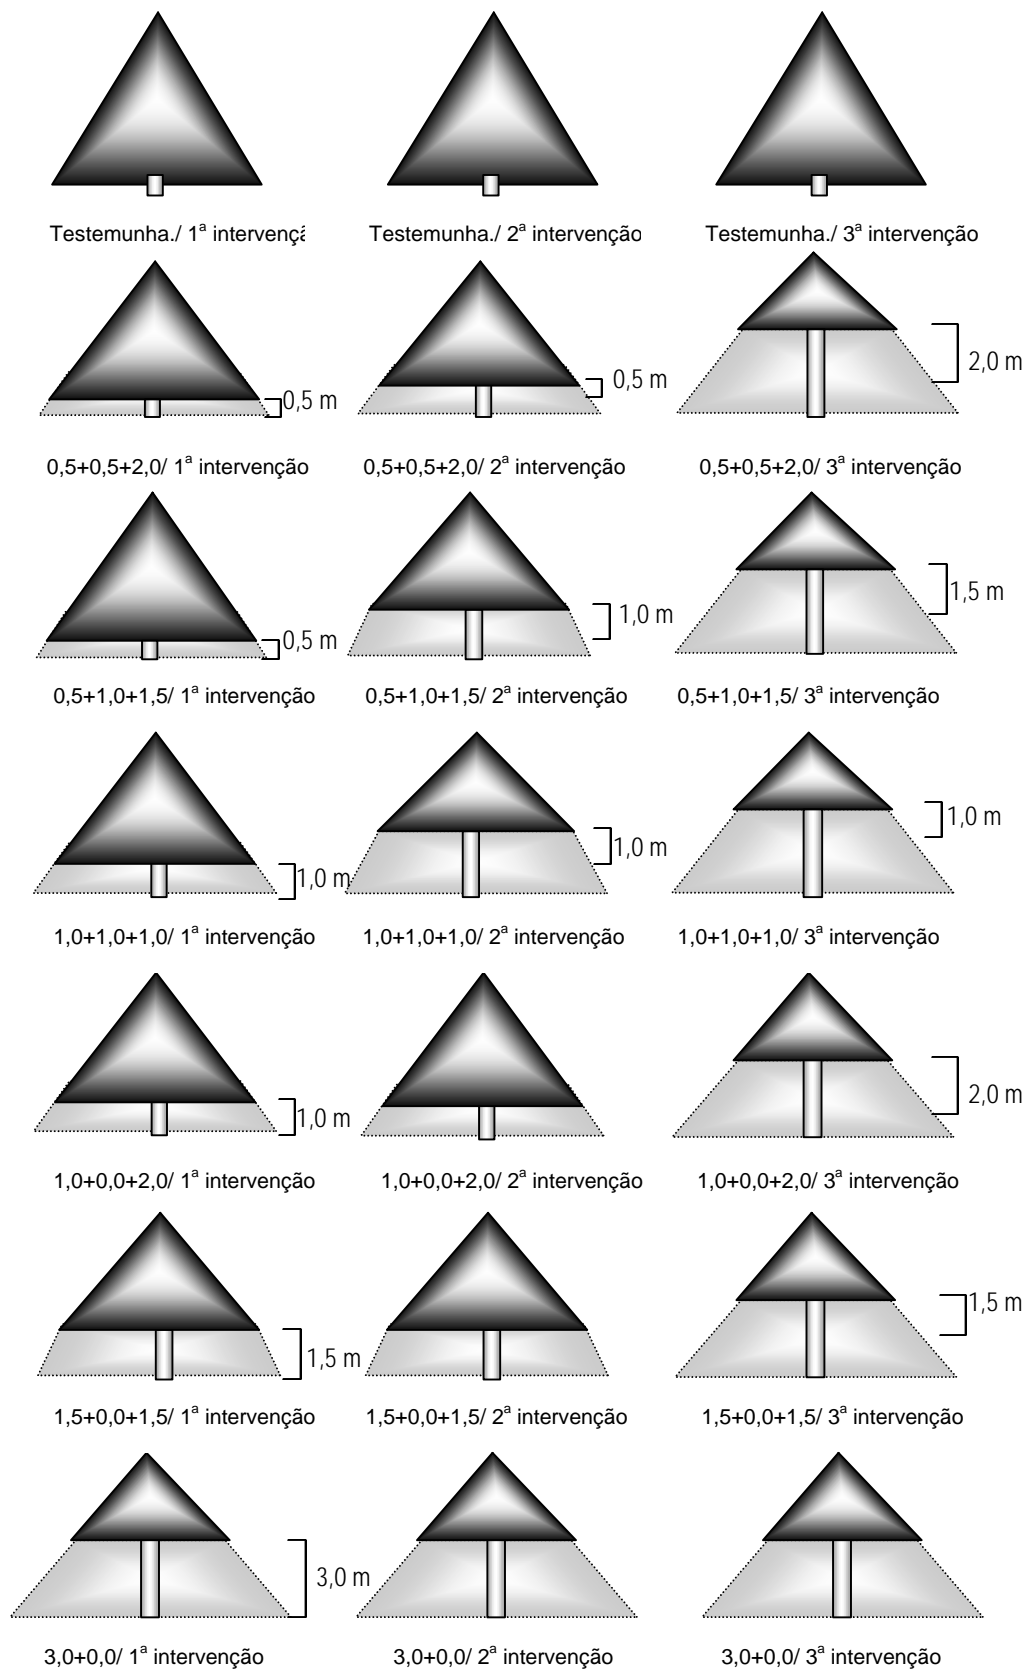 Testemunha./ 1ª intervençã
Testemunha./ 2ª intervenção
Testemunha./ 3ª intervenção
0,5 m
0,5 m
2,0 m
0,5+0,5+2,0/ 1ª intervenção
0,5+0,5+2,0/ 2ª intervenção
0,5+0,5+2,0/ 3ª intervenção
0,5 m
1,0 m
1,5 m
0,5+1,0+1,5/ 1ª intervenção
0,5+1,0+1,5/ 2ª intervenção
0,5+1,0+1,5/ 3ª intervenção
1,0 m
1,0 m
1,0 m
1,0+1,0+1,0/ 1ª intervenção
1,0+1,0+1,0/ 2ª intervenção
1,0+1,0+1,0/ 3ª intervenção
1,0 m
2,0 m
1,0+0,0+2,0/ 1ª intervenção
1,0+0,0+2,0/ 2ª intervenção
1,0+0,0+2,0/ 3ª intervenção
1,5 m
1,5 m
1,5+0,0+1,5/ 1ª intervenção
1,5+0,0+1,5/ 2ª intervenção
1,5+0,0+1,5/ 3ª intervenção
3,0 m
3,0+0,0/ 1ª intervenção
3,0+0,0/ 2ª intervenção
3,0+0,0/ 3ª intervenção